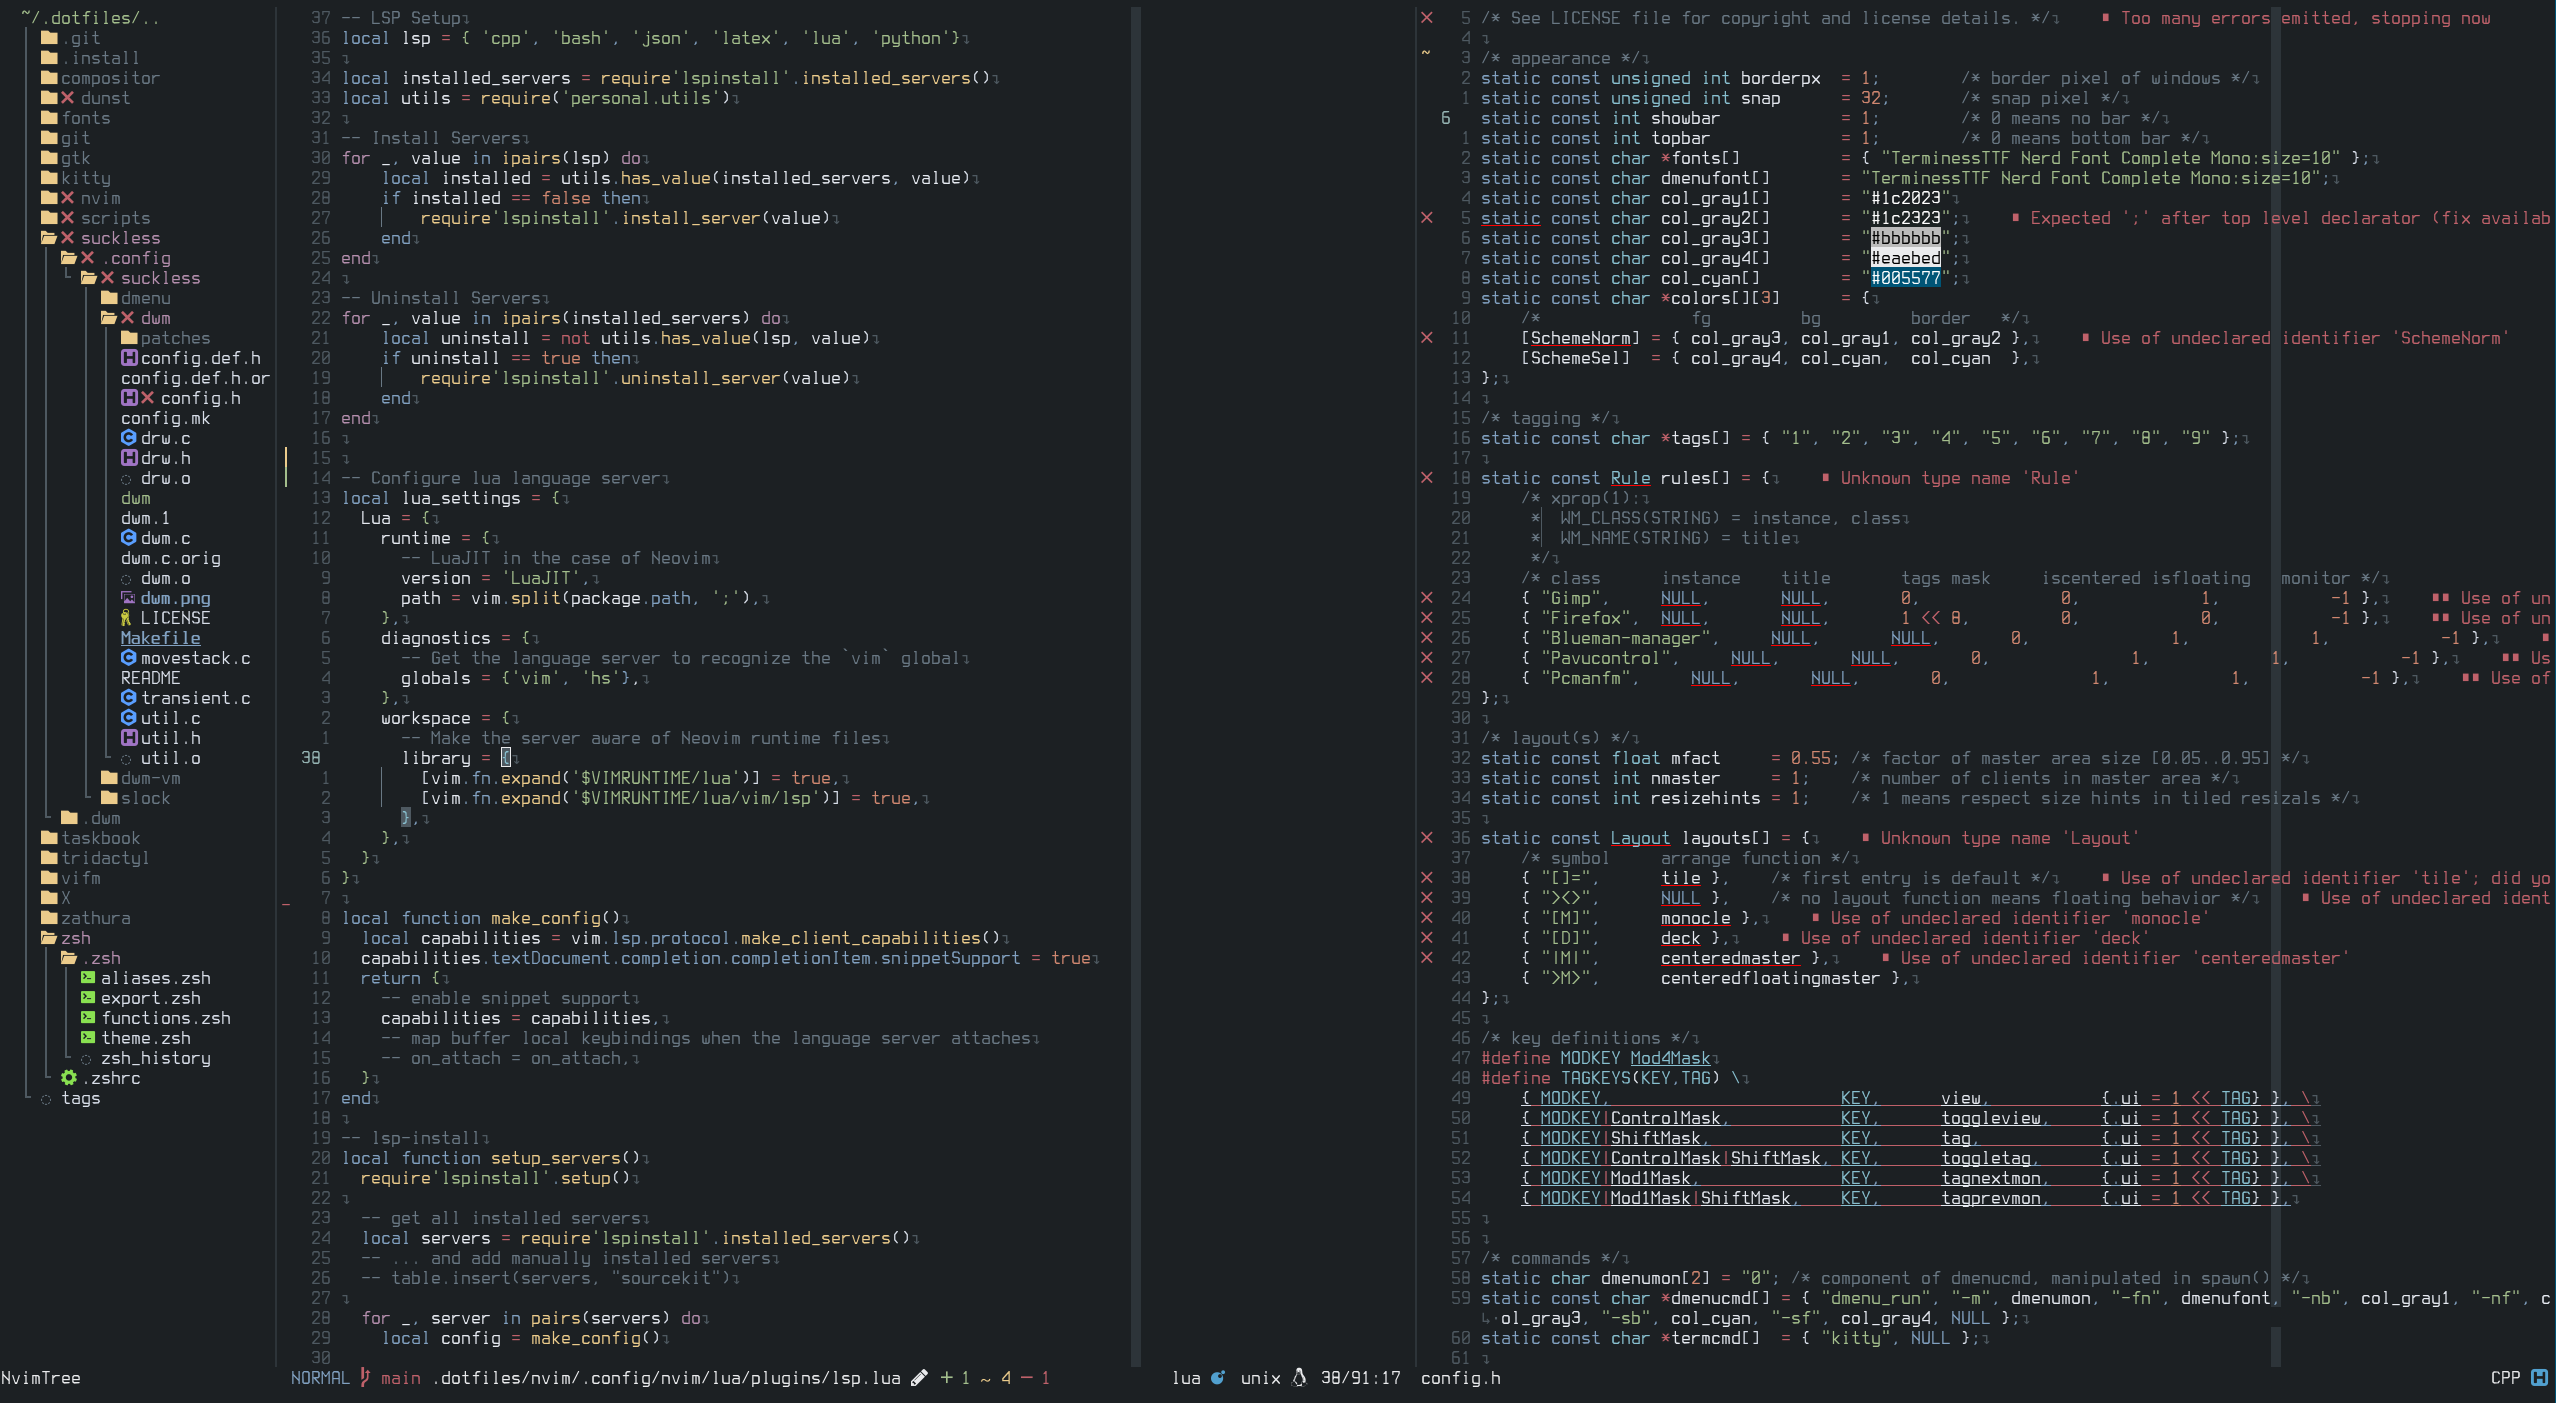 ~/.dotfiles/..
.git
.install
compositor
dunst
fonts
git
gtk
kitty
nvim
scripts
suckless
.config
suckless
dmenu
dwm
patches
config.def.h
config.def.h.or
config.h
config.mk
drw.c
drw.h
drw.o
dwm
dwm.1
dwm.c
dwm.c.orig
dwm.o
dwm.png
LICENSE
Makefile
movestack.c
README
transient.c
util.c
util.h
util.o
dwm-vm
slock
.dwm
taskbook
tridactyl
vifm
X
zathura
zsh
.zsh
aliases.zsh
export.zsh
functions.zsh
theme.zsh
zsh_history
.zshrc
tags
NvimTree
37 -- LSP Setup
36 local lsp = { 'cpp', 'bash', 'json', 'latex', 'lua', 'python'}
35
34 local installed_servers = require'lspinstall'.installed_servers()
33 local utils = require('personal.utils')
32
31 -- Install Servers
30 for _, value in ipairs(lsp) do
29     local installed = utils.has_value(installed_servers, value)
28     if installed == false then
27         require'lspinstall'.install_server(value)
26     end
25 end
24
23 -- Uninstall Servers
22 for _, value in ipairs(installed_servers) do
21     local uninstall = not utils.has_value(lsp, value)
20     if uninstall == true then
19         require'lspinstall'.uninstall_server(value)
18     end
17 end
16
15
14 -- Configure lua language server
13 local lua_settings = {
12   Lua = {
11     runtime = {
10       -- LuaJIT in the case of Neovim
9       version = 'LuaJIT',
8       path = vim.split(package.path, ';'),
7     },
6     diagnostics = {
5       -- Get the language server to recognize the `vim` global
4       globals = {'vim', 'hs'},
3     },
2     workspace = {
1       -- Make the server aware of Neovim runtime files
38       library = {
1         [vim.fn.expand('$VIMRUNTIME/lua')] = true,
2         [vim.fn.expand('$VIMRUNTIME/lua/vim/lsp')] = true,
3       },
4     },
5   }
6 }
7
8 local function make_config()
9   local capabilities = vim.lsp.protocol.make_client_capabilities()
10   capabilities.textDocument.completion.completionItem.snippetSupport = true
11   return {
12     -- enable snippet support
13     capabilities = capabilities,
14     -- map buffer local keybindings when the language server attaches
15     -- on_attach = on_attach,
16   }
17 end
18
19 -- lsp-install
20 local function setup_servers()
21   require'lspinstall'.setup()
22
23   -- get all installed servers
24   local servers = require'lspinstall'.installed_servers()
25   -- ... and add manually installed servers
26   -- table.insert(servers, "sourcekit")
27
28   for _, server in pairs(servers) do
29     local config = make_config()
30
NORMAL main .dotfiles/nvim/.config/nvim/lua/plugins/lsp.lua + 1 ~ 4 - 1 lua unix 38/91:17
5 /* See LICENSE file for copyright and license details. */ Too many errors emitted, stopping now
4
~ 3 /* appearance */
2 static const unsigned int borderpx  = 1;        /* border pixel of windows */
1 static const unsigned int snap      = 32;       /* snap pixel */
6 static const int showbar            = 1;        /* 0 means no bar */
1 static const int topbar             = 1;        /* 0 means bottom bar */
2 static const char *fonts[]          = { "TerminessTTF Nerd Font Complete Mono:size=10" };
3 static const char dmenufont[]       = "TerminessTTF Nerd Font Complete Mono:size=10";
4 static const char col_gray1[]       = "#1c2023"
5 static const char col_gray2[]       = "#1c2323"; Expected ';' after top level declarator (fix availab
6 static const char col_gray3[]       = "#bbbbbb";
7 static const char col_gray4[]       = "#eaebed";
8 static const char col_cyan[]        = "#005577";
9 static const char *colors[][3]      = {
10     /*               fg         bg         border   */
11     [SchemeNorm] = { col_gray3, col_gray1, col_gray2 }, Use of undeclared identifier 'SchemeNorm'
12     [SchemeSel]  = { col_gray4, col_cyan,  col_cyan  },
13 };
14
15 /* tagging */
16 static const char *tags[] = { "1", "2", "3", "4", "5", "6", "7", "8", "9" };
17
18 static const Rule rules[] = { Unknown type name 'Rule'
19     /* xprop(1):
20      *  WM_CLASS(STRING) = instance, class
21      *  WM_NAME(STRING) = title
22      */
23     /* class      instance    title       tags mask     iscentered isfloating   monitor */
24     { "Gimp",     NULL,       NULL,       0,              0,            1,           -1 }, Use of un
25     { "Firefox",  NULL,       NULL,       1 << 8,         0,            0,           -1 }, Use of un
26     { "Blueman-manager",      NULL,       NULL,       0,              1,            1,           -1 },
27     { "Pavucontrol",      NULL,       NULL,       0,              1,            1,           -1 }, Us
28     { "Pcmanfm",     NULL,       NULL,       0,              1,            1,           -1 }, Use of
29 };
30
31 /* layout(s) */
32 static const float mfact     = 0.55; /* factor of master area size [0.05..0.95] */
33 static const int nmaster     = 1;    /* number of clients in master area */
34 static const int resizehints = 1;    /* 1 means respect size hints in tiled resizals */
35
36 static const Layout layouts[] = { Unknown type name 'Layout'
37     /* symbol     arrange function */
38     { "[]=",      tile },    /* first entry is default */ Use of undeclared identifier 'tile'; did yo
39     { "><>",      NULL },    /* no layout function means floating behavior */ Use of undeclared ident
40     { "[M]",      monocle }, Use of undeclared identifier 'monocle'
41     { "[D]",      deck }, Use of undeclared identifier 'deck'
42     { "|M|",      centeredmaster }, Use of undeclared identifier 'centeredmaster'
43     { ">M>",      centeredfloatingmaster },
44 };
45
46 /* key definitions */
47 #define MODKEY Mod4Mask
48 #define TAGKEYS(KEY,TAG) \
49     { MODKEY,                       KEY,      view,           {.ui = 1 << TAG} }, \
50     { MODKEY|ControlMask,           KEY,      toggleview,     {.ui = 1 << TAG} }, \
51     { MODKEY|ShiftMask,             KEY,      tag,            {.ui = 1 << TAG} }, \
52     { MODKEY|ControlMask|ShiftMask, KEY,      toggletag,      {.ui = 1 << TAG} }, \
53     { MODKEY|Mod1Mask,              KEY,      tagnextmon,     {.ui = 1 << TAG} }, \
54     { MODKEY|Mod1Mask|ShiftMask,    KEY,      tagprevmon,     {.ui = 1 << TAG} },
55
56
57 /* commands */
58 static char dmenumon[2] = "0"; /* component of dmenucmd, manipulated in spawn() */
59 static const char *dmenucmd[] = { "dmenu_run", "-m", dmenumon, "-fn", dmenufont, "-nb", col_gray1, "-nf", c
ol_gray3, "-sb", col_cyan, "-sf", col_gray4, NULL };
60 static const char *termcmd[]  = { "kitty", NULL };
61
config.h CPP